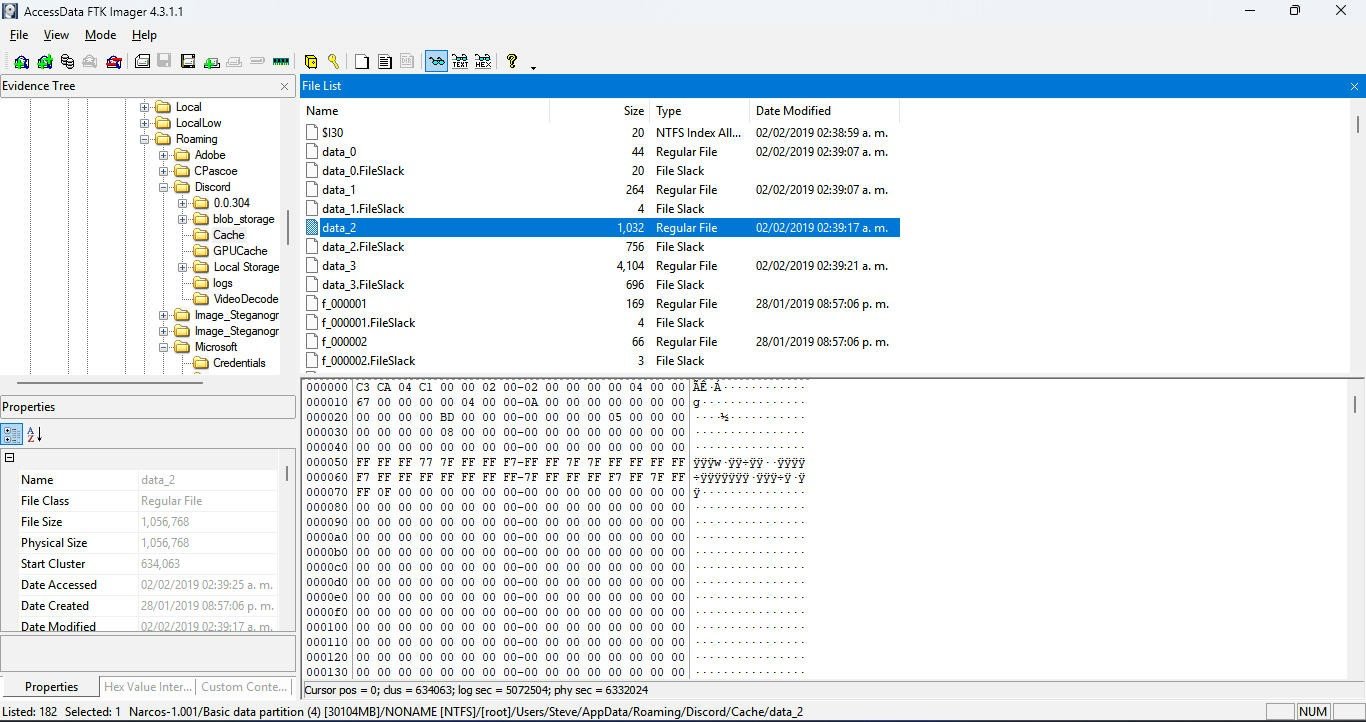 AccessData FTK Imager 4.3.1.1
File View Mode Help
Evidence Tree
Local
LocalLow
Roaming
Adobe
CPascoe
Discord
0.0.304
blob_storage
Cache
GPUCache
Local Storage
logs
VideoDecode
Image_Steganogr
Image_Steganogr
Microsoft
Credentials
Properties
Name data_2
File Class Regular File
File Size 1,056,768
Physical Size 1,056,768
Start Cluster 634,063
Date Accessed 02/02/2019 02:39:25 a. m.
Date Created 28/01/2019 08:57:06 p. m.
Date Modified 02/02/2019 02:39:17 a. m.
Properties Hex Value Inter... Custom Conte...
File List
Name Size Type Date Modified
$I30 20 NTFS Index All... 02/02/2019 02:38:59 a. m.
data_0 44 Regular File 02/02/2019 02:39:07 a. m.
data_0.FileSlack 20 File Slack
data_1 264 Regular File 02/02/2019 02:39:07 a. m.
data_1.FileSlack 4 File Slack
data_2 1,032 Regular File 02/02/2019 02:39:17 a. m.
data_2.FileSlack 756 File Slack
data_3 4,104 Regular File 02/02/2019 02:39:21 a. m.
data_3.FileSlack 696 File Slack
f_000001 169 Regular File 28/01/2019 08:57:06 p. m.
f_000001.FileSlack 4 File Slack
f_000002 66 Regular File 28/01/2019 08:57:06 p. m.
f_000002.FileSlack 3 File Slack
000000 C3 CA 04 C1 00 00 02 00-02 00 00 00 00 04 00 00 ÃÊ·Á············
000010 67 00 00 00 00 04 00 00-0A 00 00 00 00 00 00 00 g···············
000020 00 00 00 00 BD 00 00 00-00 00 00 00 05 00 00 00 ····½···········
000030 00 00 00 00 08 00 00 00-00 00 00 00 00 00 00 00 ················
000040 00 00 00 00 00 00 00 00-00 00 00 00 00 00 00 00 ················
000050 FF FF FF 77 7F FF FF F7-FF 7F 7F FF FF FF FF ÿÿÿw·ÿÿ÷ÿÿ··ÿÿÿÿ
000060 F7 FF FF FF FF FF FF FF-7F FF FF FF F7 FF 7F FF ÷ÿÿÿÿÿÿÿ·ÿÿÿ÷ÿ·ÿ
000070 FF 0F 00 00 00 00 00 00-00 00 00 00 00 00 00 00 ÿ···············
000080 00 00 00 00 00 00 00 00-00 00 00 00 00 00 00 00 ················
000090 00 00 00 00 00 00 00 00-00 00 00 00 00 00 00 00 ················
0000a0 00 00 00 00 00 00 00 00-00 00 00 00 00 00 00 00 ················
0000b0 00 00 00 00 00 00 00 00-00 00 00 00 00 00 00 00 ················
0000c0 00 00 00 00 00 00 00 00-00 00 00 00 00 00 00 00 ················
0000d0 00 00 00 00 00 00 00 00-00 00 00 00 00 00 00 00 ················
0000e0 00 00 00 00 00 00 00 00-00 00 00 00 00 00 00 00 ················
0000f0 00 00 00 00 00 00 00 00-00 00 00 00 00 00 00 00 ················
000100 00 00 00 00 00 00 00 00-00 00 00 00 00 00 00 00 ················
000110 00 00 00 00 00 00 00 00-00 00 00 00 00 00 00 00 ················
000120 00 00 00 00 00 00 00 00-00 00 00 00 00 00 00 00 ················
000130 00 00 00 00 00 00 00 00-00 00 00 00 00 00 00 00 ················
Cursor pos = 0; clus = 634063; log sec = 5072504; phy sec = 6332024
Listed: 182 Selected: 1 Narcos-1.001/Basic data partition (4) [30104MB]/NONAME [NTFS]/[root]/Users/Steve/AppData/Roaming/Discord/Cache/data_2 NUM